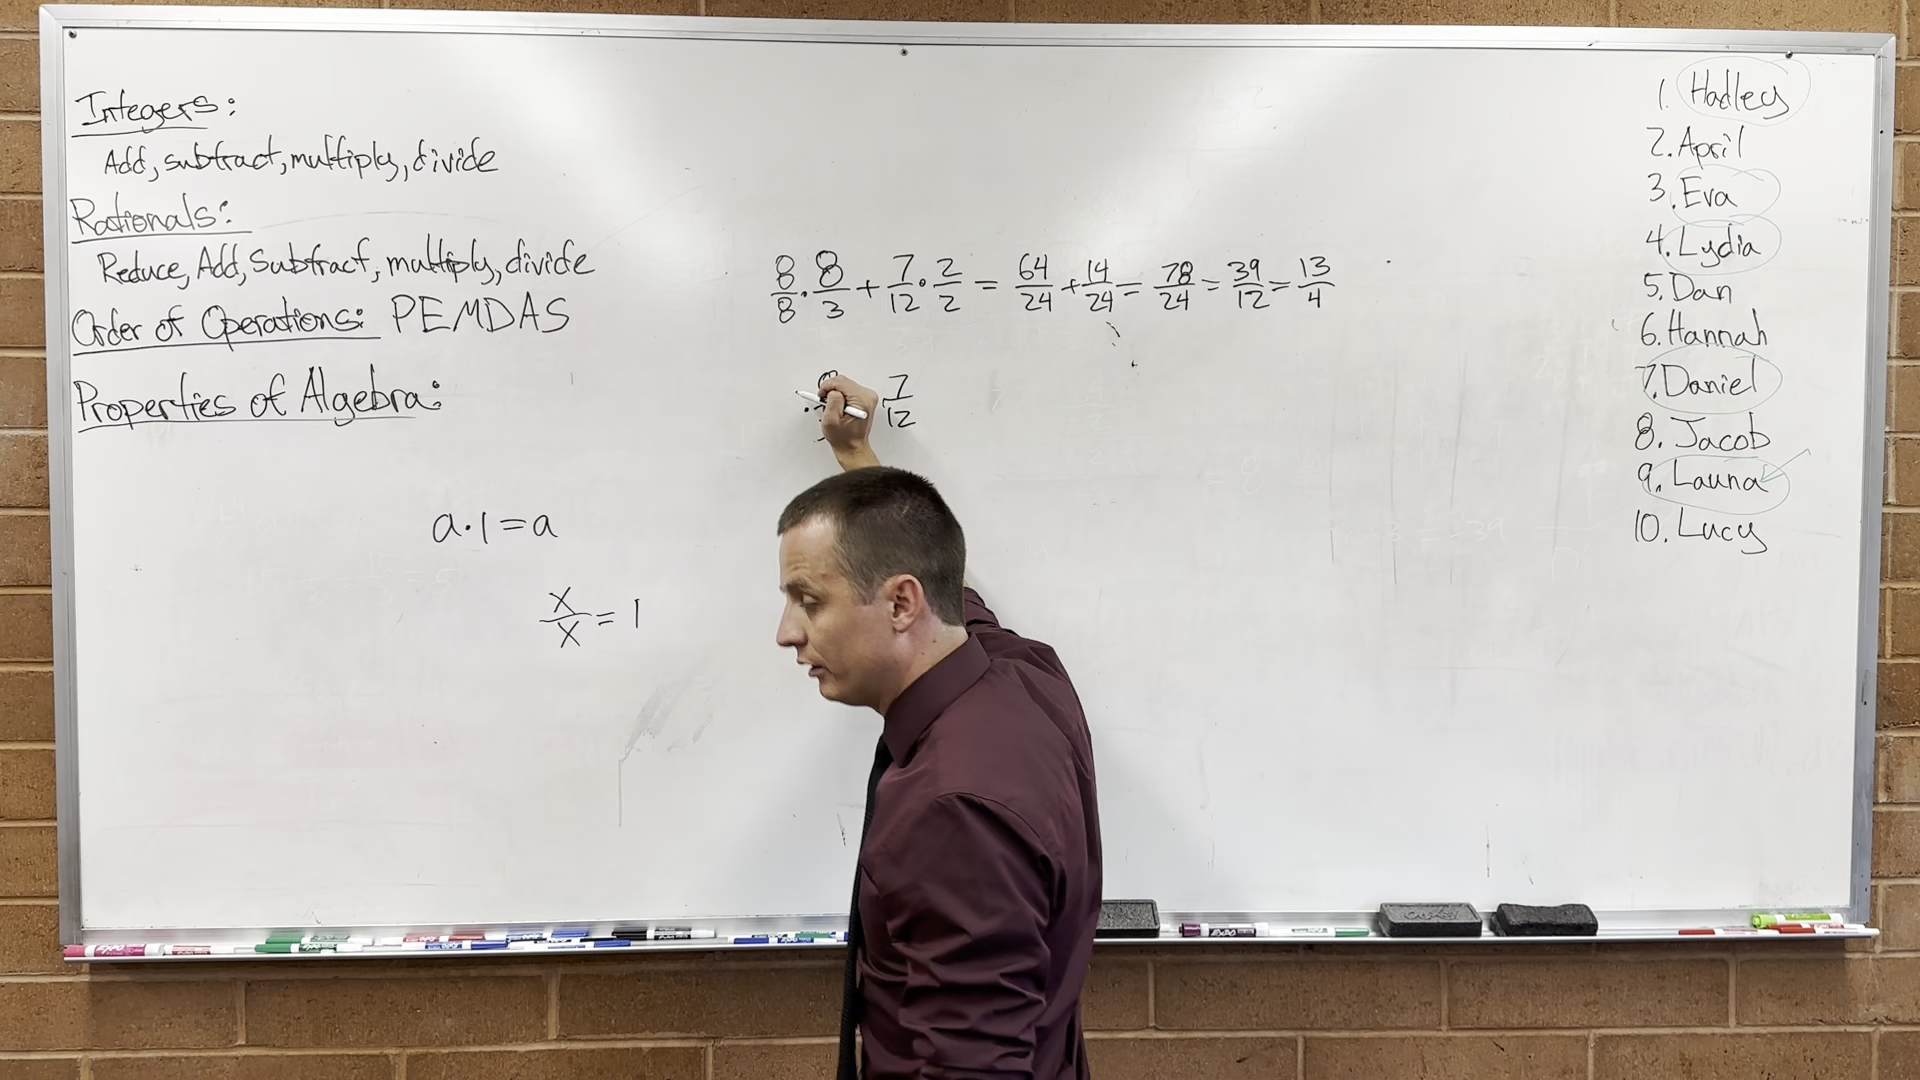 Integers:
Add, subtract, multiply, divide
Rationals:
Reduce, Add, Subtract, multiply, divide
Order of Operations: PEMDAS
Properties of Algebra:
a·1=a
x/x=1
8/8·8/3+7/12·2/2=64/24+14/24=78/24=39/12=13/4
7/12
1. Hadley
2. April
3. Eva
4. Lydia
5. Dan
6. Hannah
7. Daniel
8. Jacob
9. Launa
10. Lucy